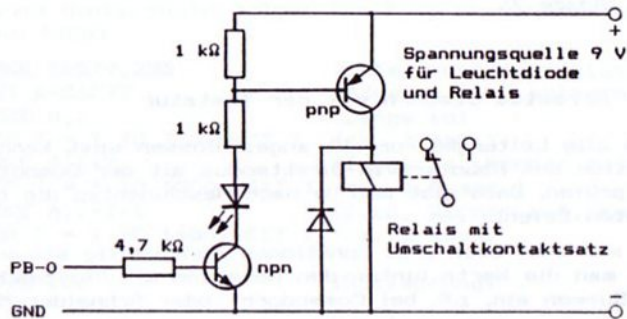 1 kΩ
+
Spannungsquelle 9 V
für Leuchtdiode
und Relais
pnp
1 kΩ
Relais mit
Umschaltkontaktsatz
4,7 kΩ
npn
PB-0
GND